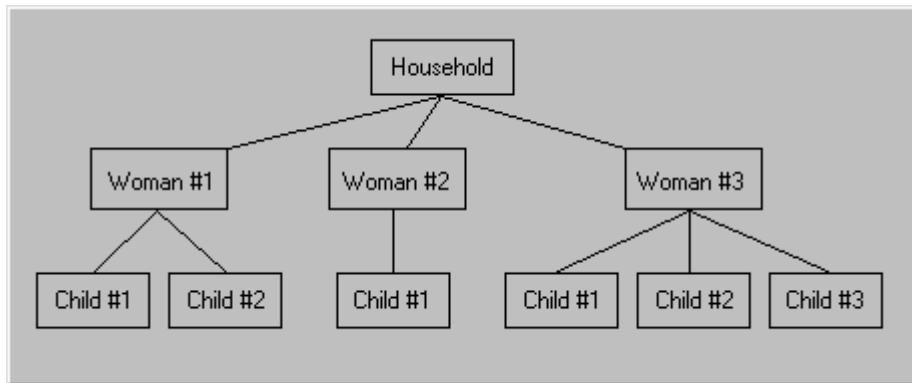 Household
Woman #1
Woman #2
Woman #3
Child #1
Child #2
Child #1
Child #1
Child #2
Child #3